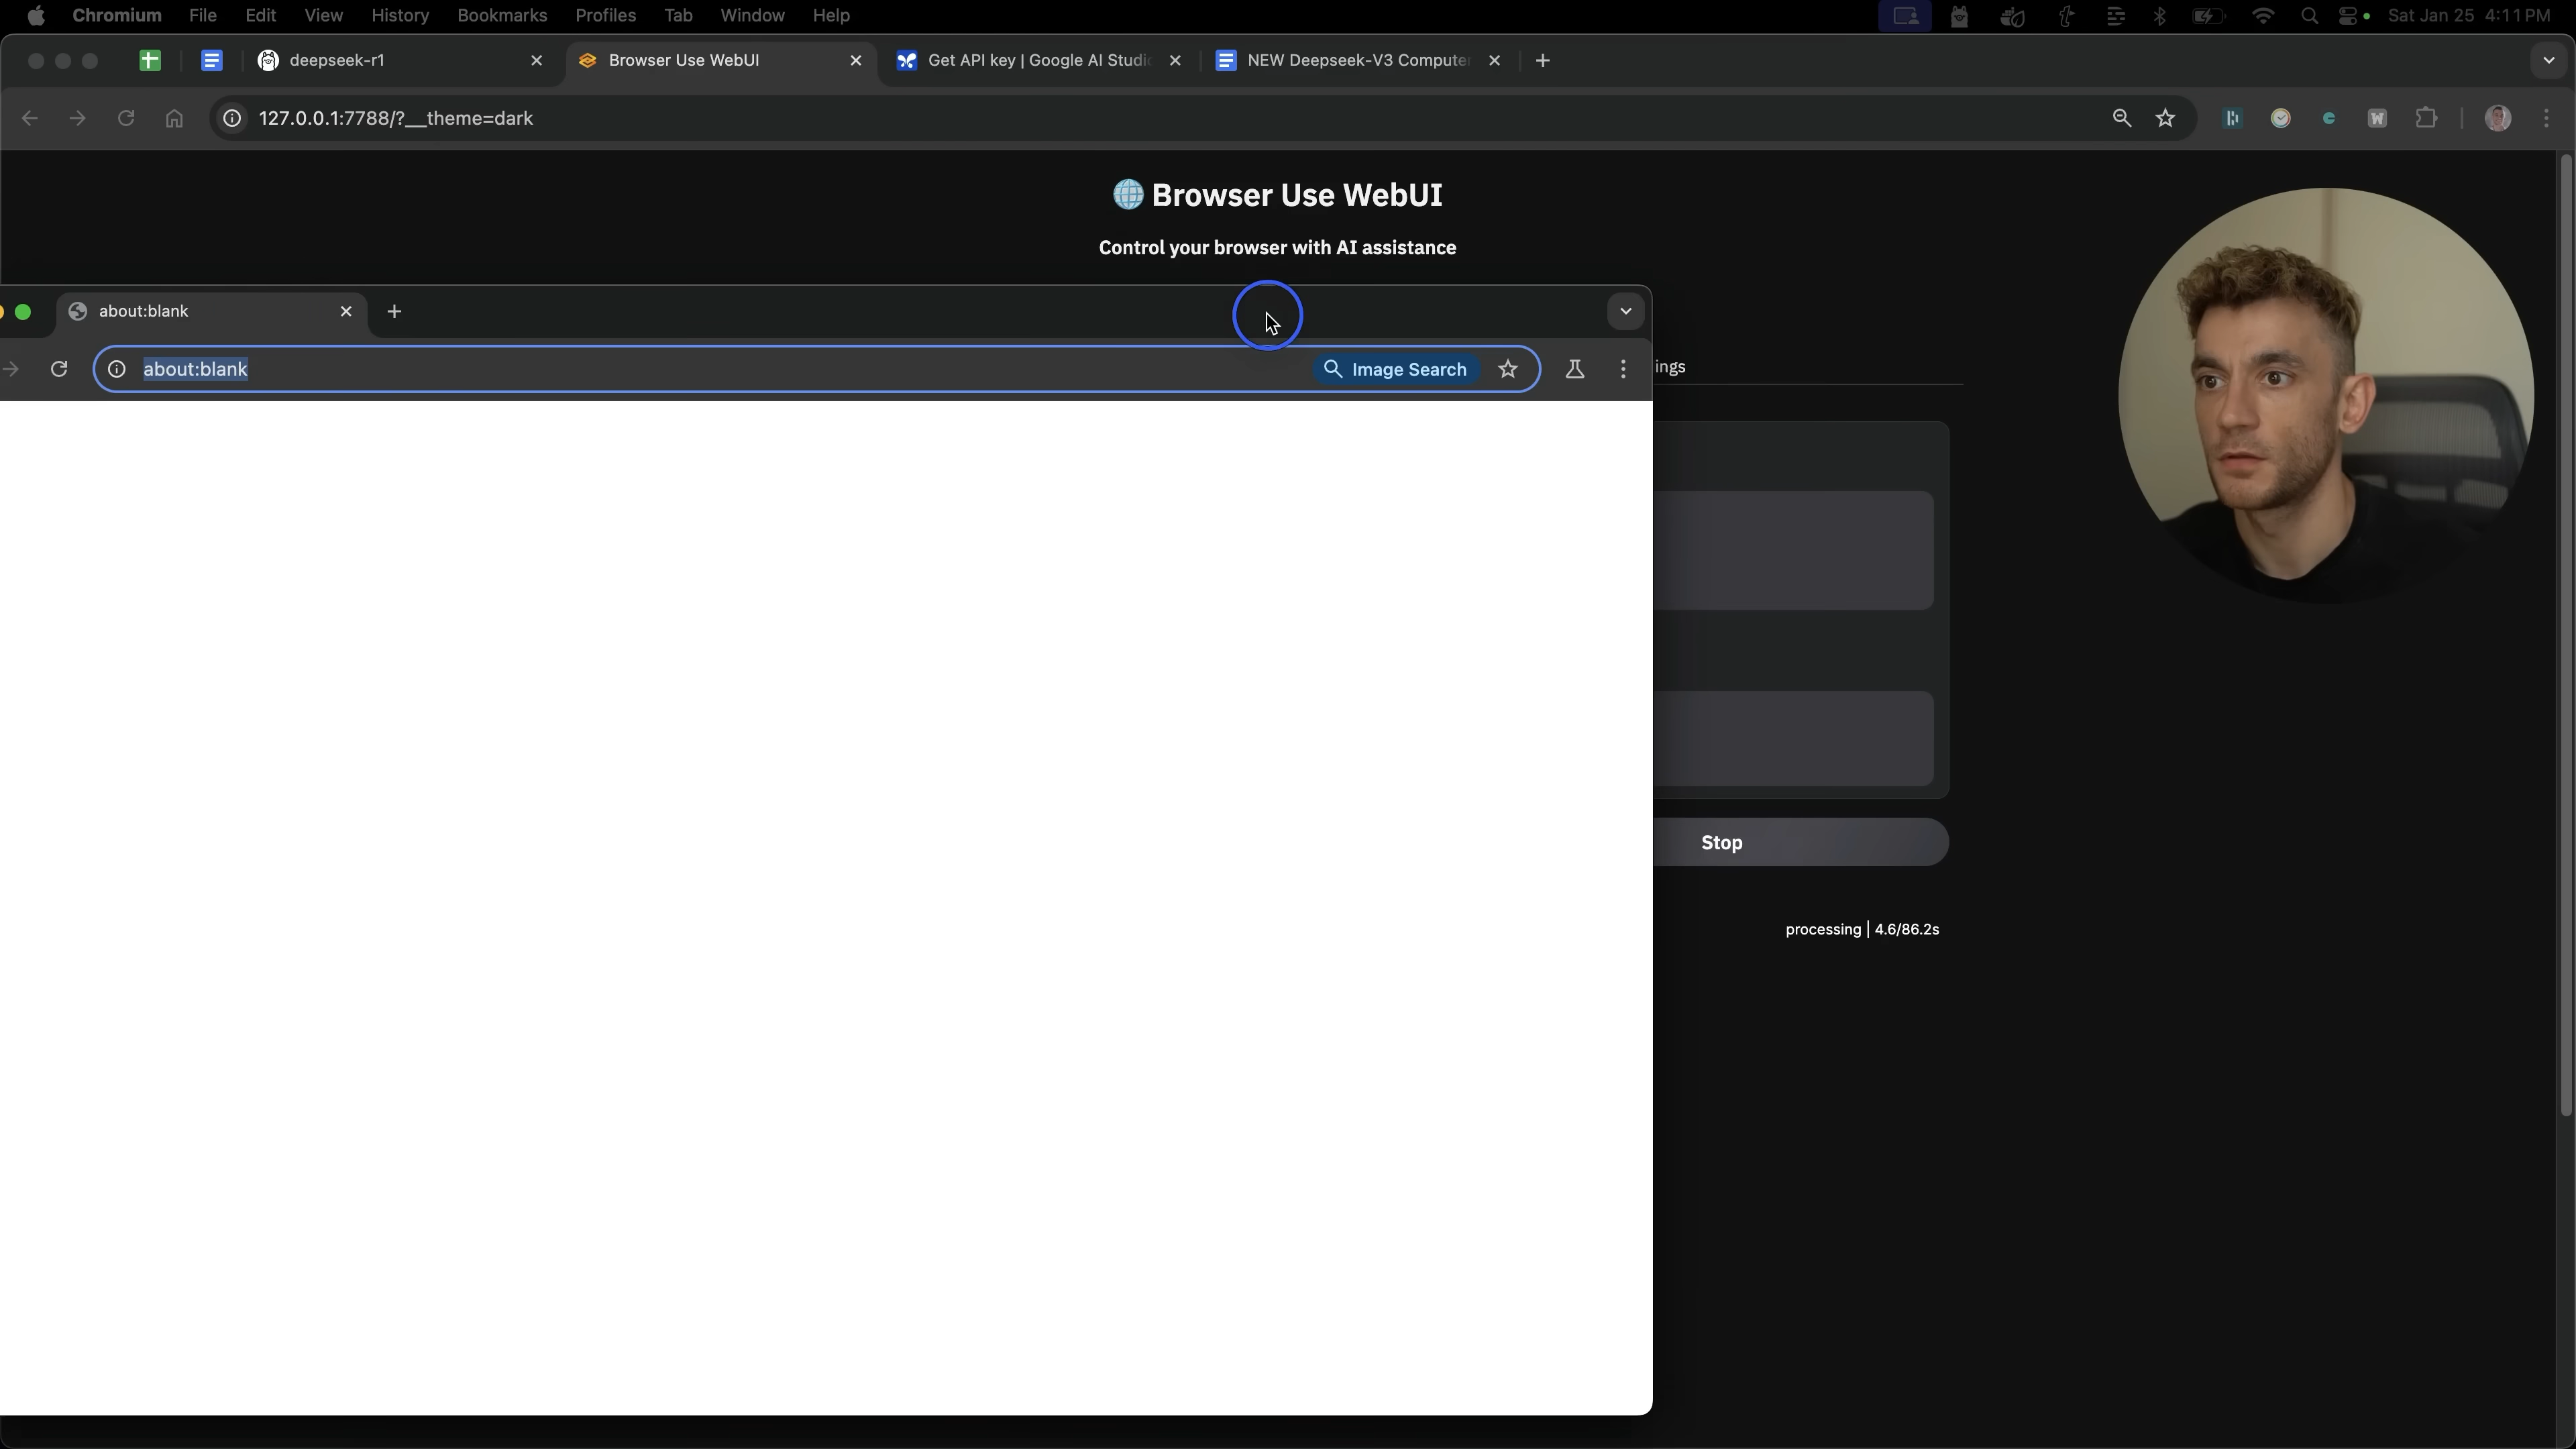 Chromium File Edit View History Bookmarks Profiles Tab Window Help Sat Jan 25 4:11 PM
deepseek-r1 Browser Use WebUI Get API key | Google AI Studi NEW Deepseek-V3 Computer
127.0.0.1:7788/?__theme=dark
Browser Use WebUI
Control your browser with AI assistance
about:blank
about:blank Image Search
ings
Stop
processing | 4.6/86.2s